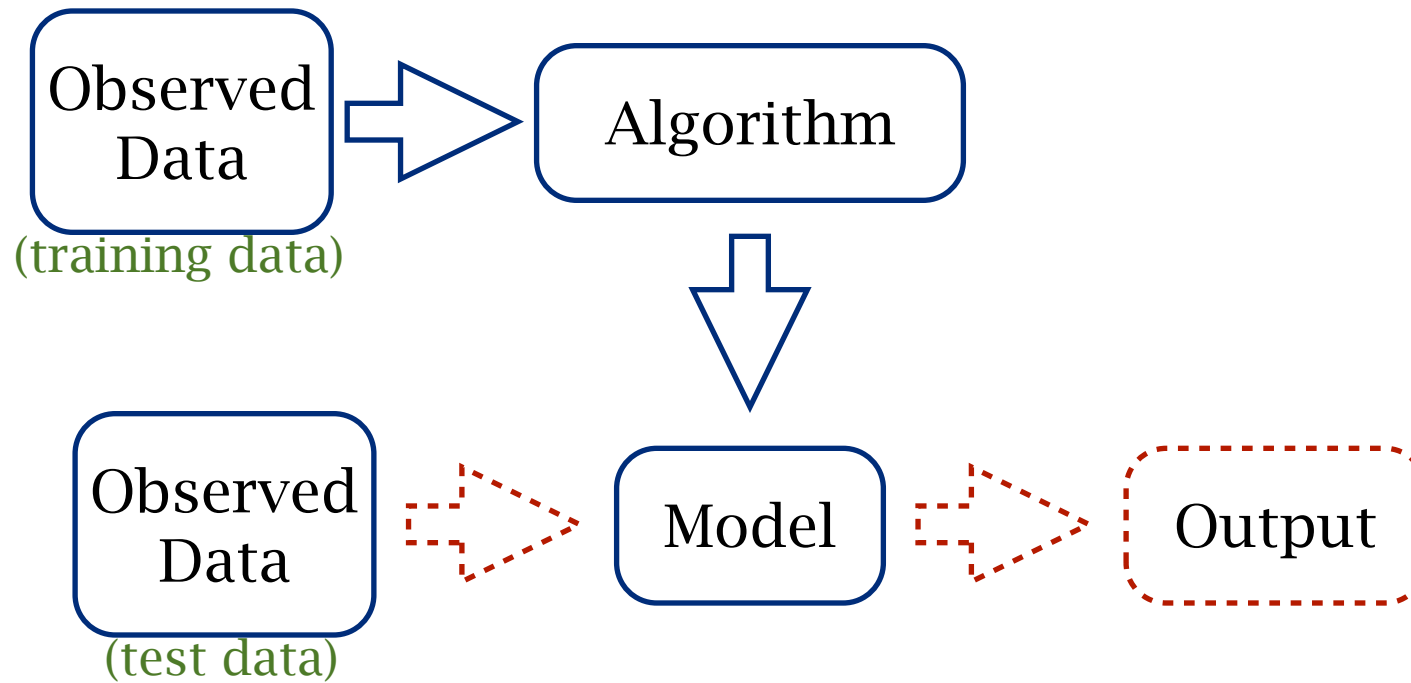 Observed
Data
(training data)
Algorithm
Observed
Data
(test data)
Model
Output